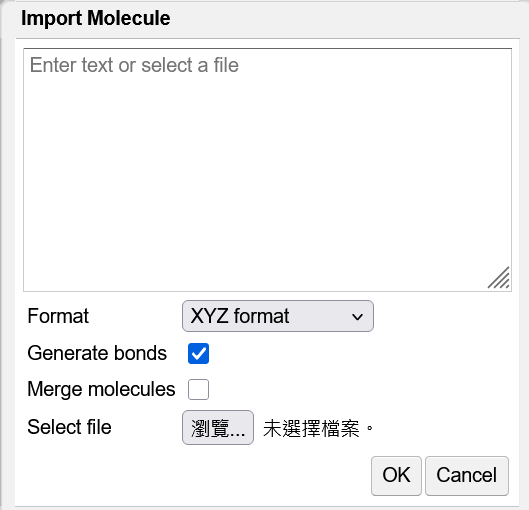 Import Molecule
Enter text or select a file
Format XYZ format
Generate bonds
Merge molecules
Select file 瀏覽... 未選擇檔案。
OK Cancel